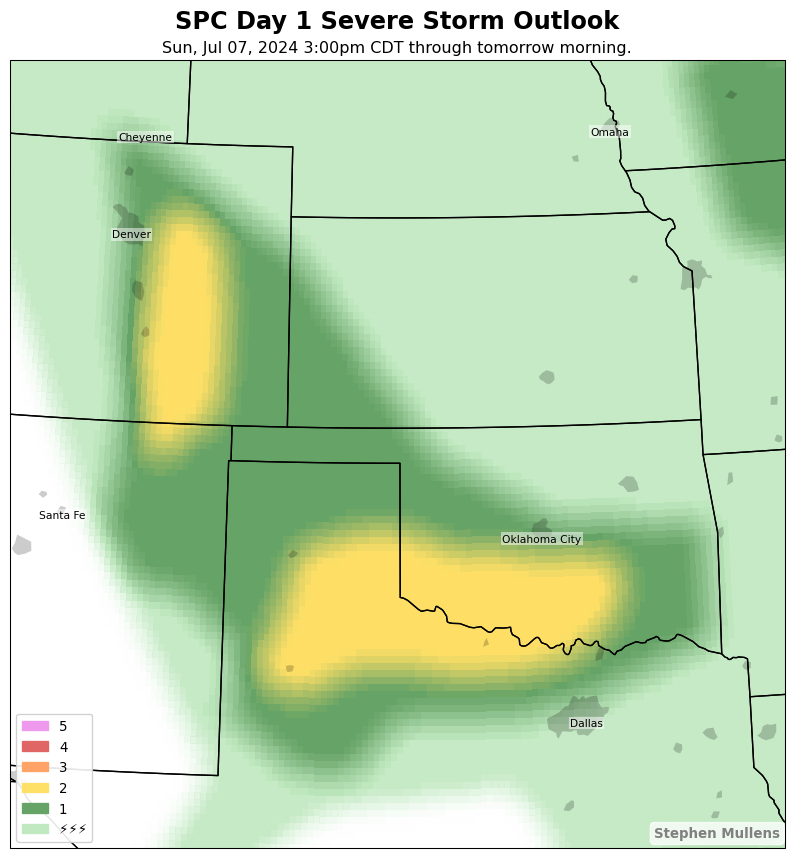 SPC Day 1 Severe Storm Outlook
Sun, Jul 07, 2024 3:00pm CDT through tomorrow morning.
Cheyenne
Omaha
Denver
Santa Fe
Oklahoma City
Dallas
5
4
3
2
1
⚡⚡⚡
Stephen Mullens